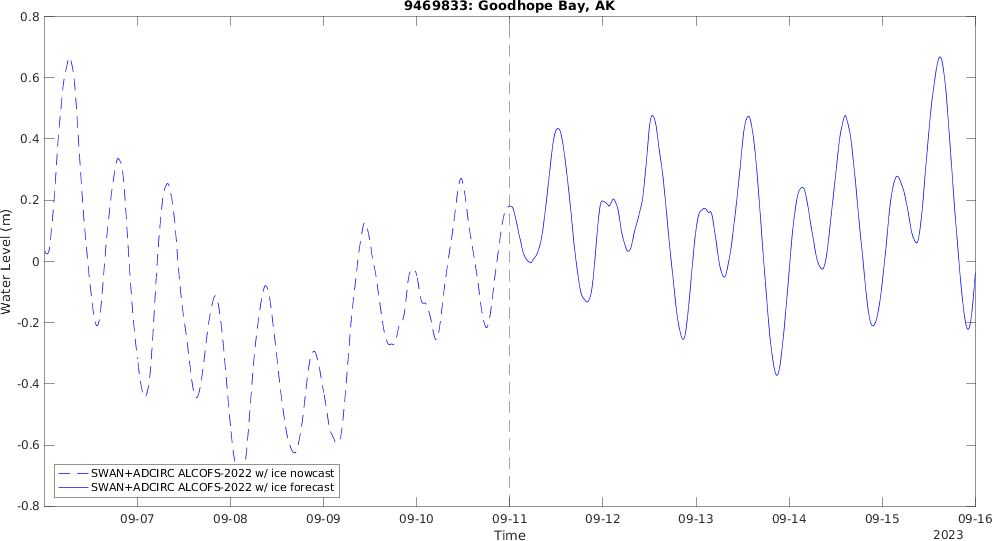 9469833: Goodhope Bay, AK
0.8
0.6
0.4
0.2
0
-0.2
-0.4
-0.6
-0.8
Water Level (m)
SWAN+ADCIRC ALCOFS-2022 w/ ice nowcast
SWAN+ADCIRC ALCOFS-2022 w/ ice forecast
09-07 09-08 09-09 09-10 09-11 09-12 09-13 09-14 09-15 09-16
Time
2023